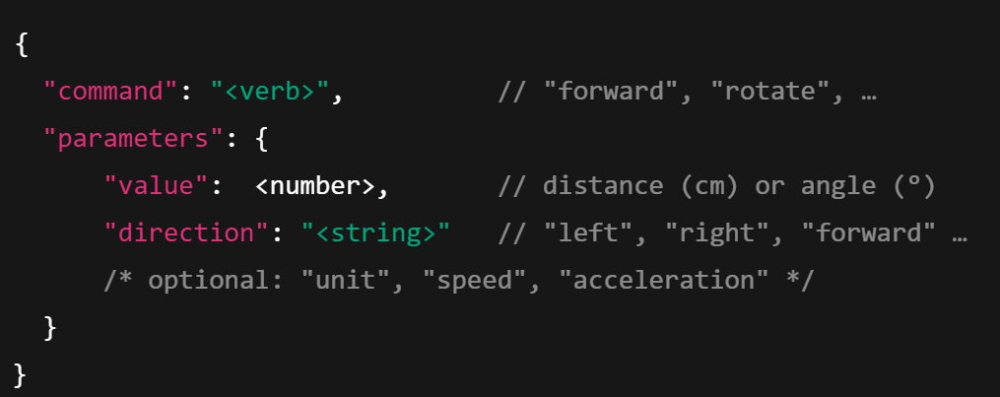 {
  "command": "<verb>",          // "forward", "rotate", …
  "parameters": {
      "value":  <number>,       // distance (cm) or angle (º)
      "direction": "<string>"   // "left", "right", "forward" …
      /* optional: "unit", "speed", "acceleration" */
  }
}